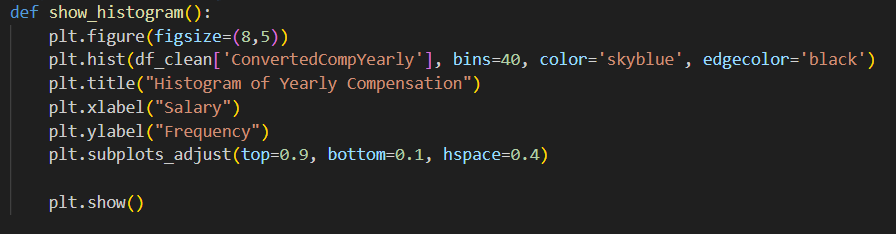 def show_histogram():
    plt.figure(figsize=(8,5))
    plt.hist(df_clean['ConvertedCompYearly'], bins=40, color='skyblue', edgecolor='black')
    plt.title("Histogram of Yearly Compensation")
    plt.xlabel("Salary")
    plt.ylabel("Frequency")
    plt.subplots_adjust(top=0.9, bottom=0.1, hspace=0.4)

    plt.show()